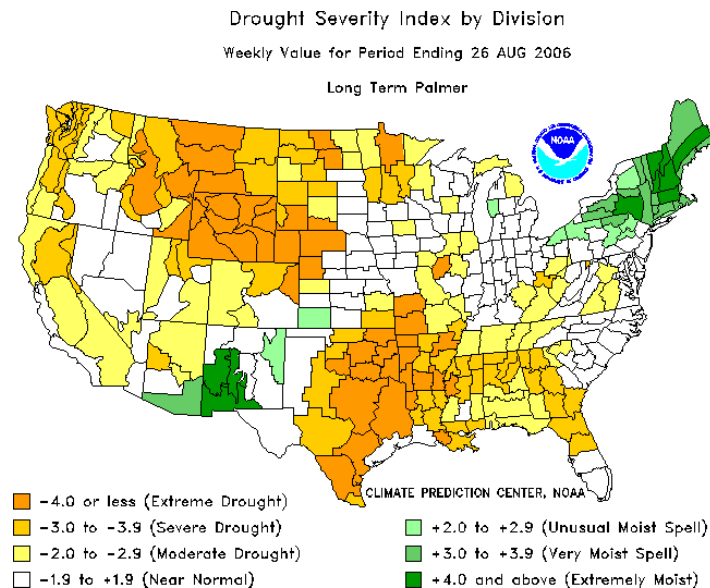 Drought Severity Index by Division
Weekly Value for Period Ending 26 AUG 2006
Long Term Palmer
NOAA
CLIMATE PREDICTION CENTER, NOAA
-4.0 or less (Extreme Drought)
-3.0 to -3.9 (Severe Drought)
-2.0 to -2.9 (Moderate Drought)
-1.9 to +1.9 (Near Normal)
+2.0 to +2.9 (Unusual Moist Spell)
+3.0 to +3.9 (Very Moist Spell)
+4.0 and above (Extremely Moist)